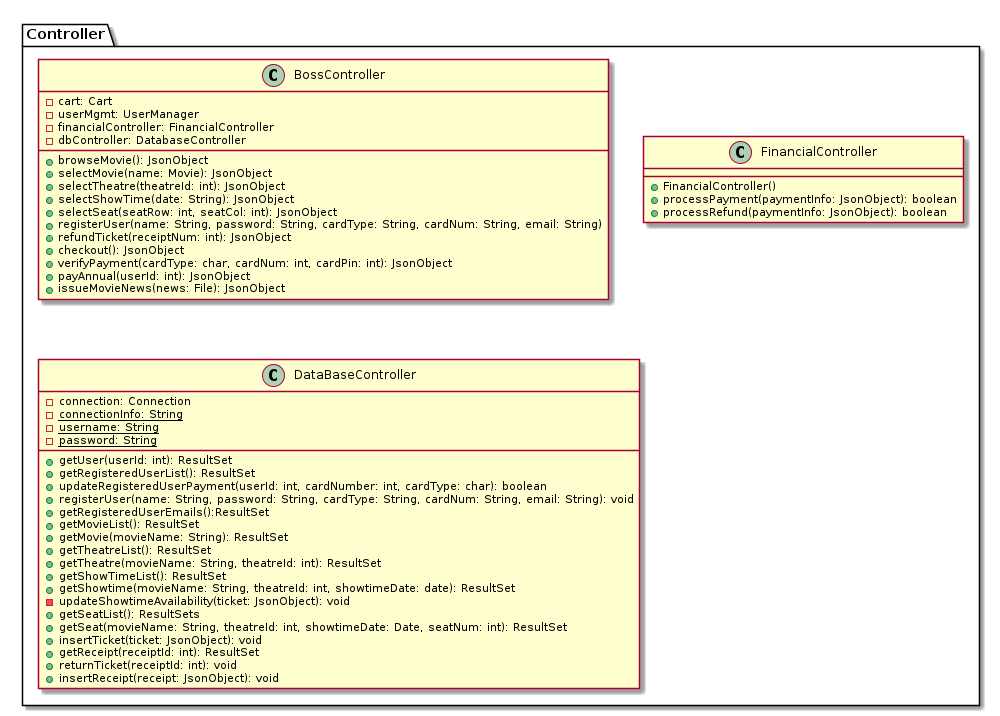 Controller
C BossController
cart: Cart
userMgmt: UserManager
financialController: FinancialController
dbController: DatabaseController
browseMovie(): JsonObject
selectMovie(name: Movie): JsonObject
selectTheatre(theatreId: int): JsonObject
selectShowTime(date: String): JsonObject
selectSeat(seatRow: int, seatCol: int): JsonObject
registerUser(name: String, password: String, cardType: String, cardNum: String, email: String)
refundTicket(receiptNum: int): JsonObject
checkout(): JsonObject
verifyPayment(cardType: char, cardNum: int, cardPin: int): JsonObject
payAnnual(userId: int): JsonObject
issueMovieNews(news: File): JsonObject
C FinancialController
FinancialController()
processPayment(paymentInfo: JsonObject): boolean
processRefund(paymentInfo: JsonObject): boolean
C DataBaseController
connection: Connection
connectionInfo: String
username: String
password: String
getUser(userId: int): ResultSet
getRegisteredUserList(): ResultSet
updateRegisteredUserPayment(userId: int, cardNumber: int, cardType: char): boolean
registerUser(name: String, password: String, cardType: String, cardNum: String, email: String): void
getRegisteredUserEmails():ResultSet
getMovieList(): ResultSet
getMovie(movieName: String): ResultSet
getTheatreList(): ResultSet
getTheatre(movieName: String, theatreId: int): ResultSet
getShowTimeList(): ResultSet
getShowtime(movieName: String, theatreId: int, showtimeDate: date): ResultSet
updateShowtimeAvailability(ticket: JsonObject): void
getSeatList(): ResultSets
getSeat(movieName: String, theatreId: int, showtimeDate: Date, seatNum: int): ResultSet
insertTicket(ticket: JsonObject): void
getReceipt(receiptId: int): ResultSet
returnTicket(receiptId: int): void
insertReceipt(receipt: JsonObject): void